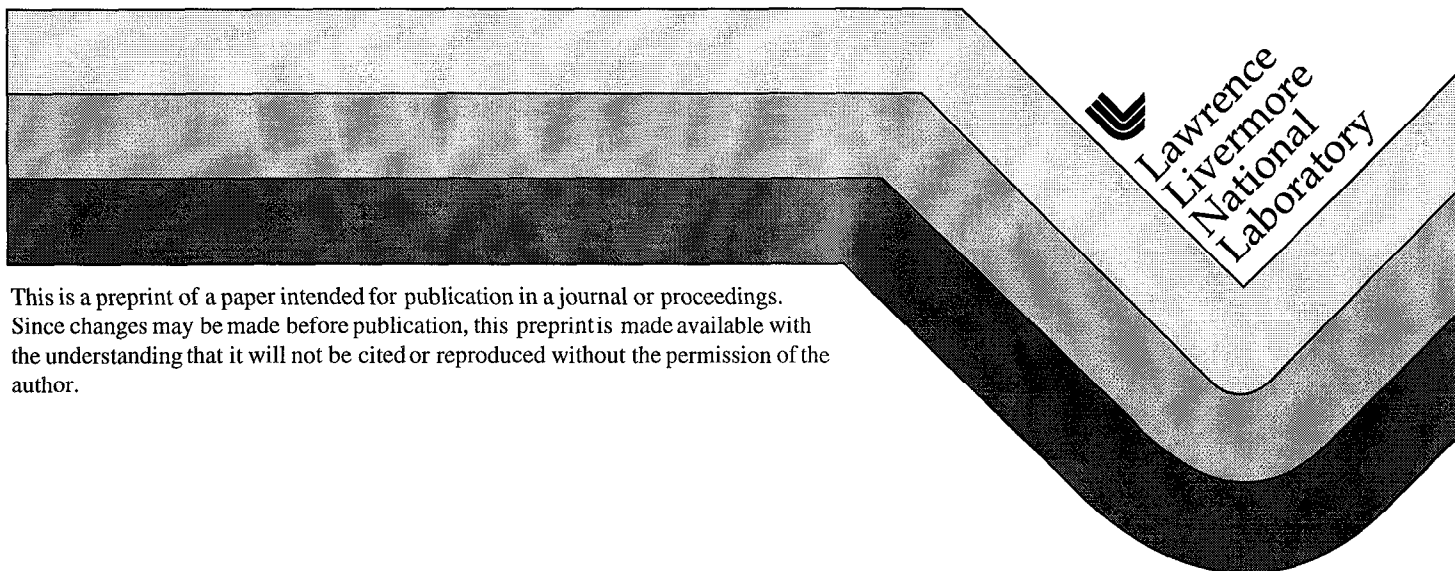 Lawrence
Livermore
National
Laboratory
This is a preprint of a paper intended for publication in a journal or proceedings.
Since changes may be made before publication, this preprint is made available with
the understanding that it will not be cited or reproduced without the permission of the
author.